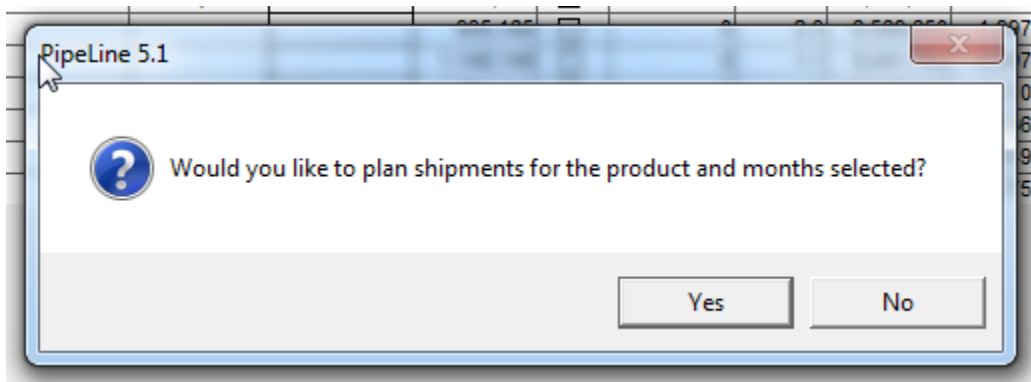 PipeLine 5.1
Would you like to plan shipments for the product and months selected?
Yes
No